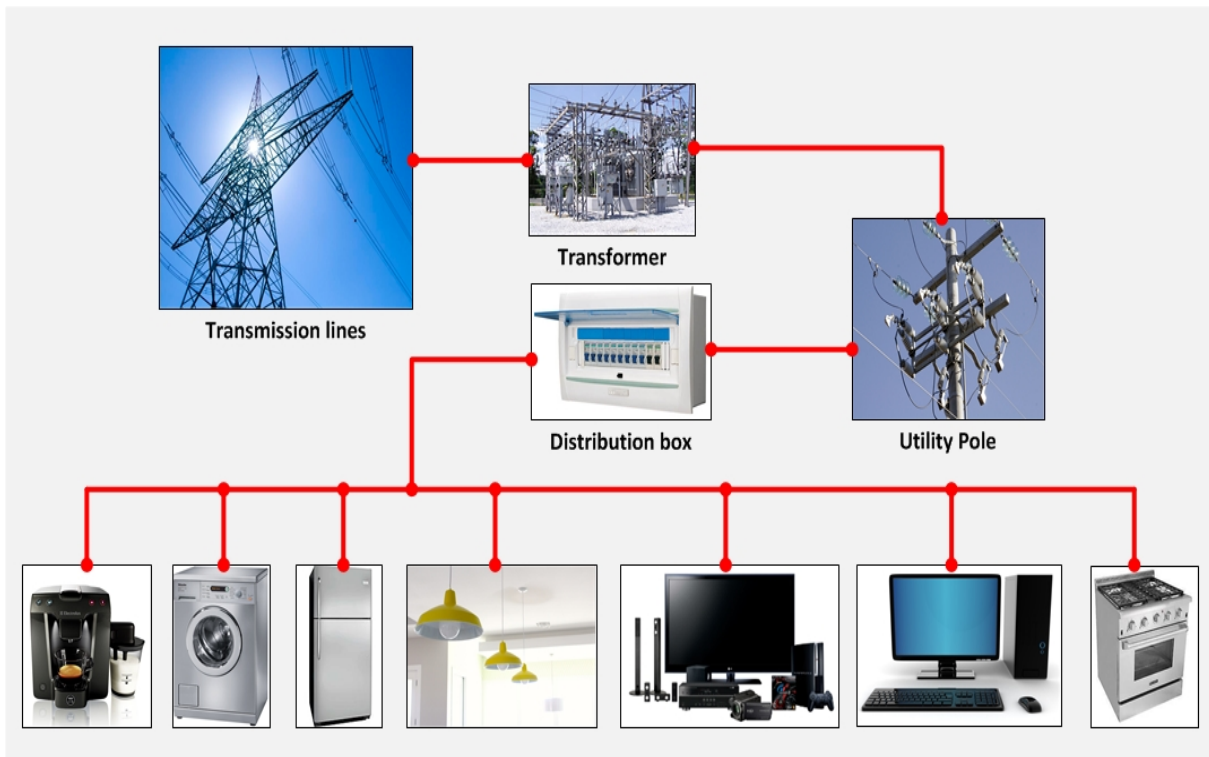 Transmission lines
Transformer
Distribution box
Utility Pole